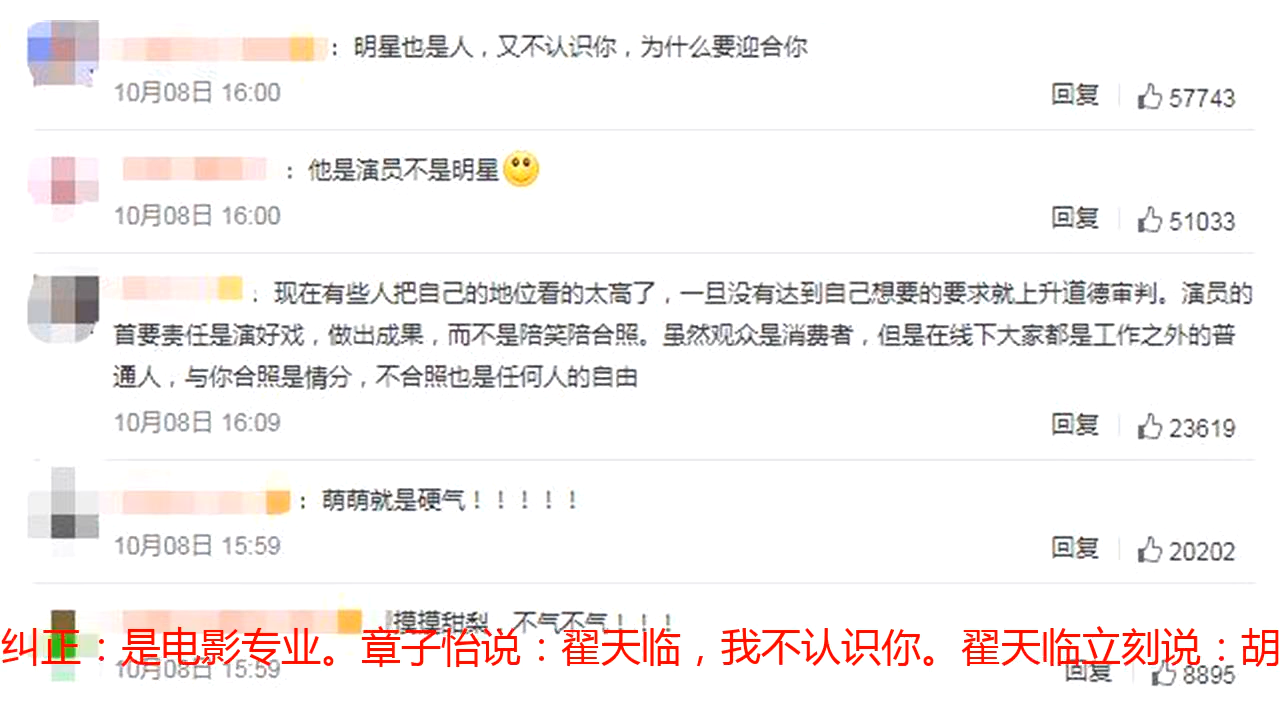 ：明星也是人，又不认识你，为什么要迎合你
10月08日 16:00
回复 57743
：他是演员不是明星
10月08日 16:00
回复 51033
：现在有些人把自己的地位看的太高了，一旦没有达到自己想要的要求就上升道德审判。演员的
首要责任是演好戏，做出成果，而不是陪笑陪合照。虽然观众是消费者，但是在线下大家都是工作之外的普
通人，与你合照是情分，不合照也是任何人的自由
10月08日 16:09
回复 23619
：萌萌就是硬气！！！！！
10月08日 15:59
回复 20202
摸摸甜梨，不气不气！！！
纠正：是电影专业。章子怡说：翟天临，我不认识你。翟天临立刻说：胡
10月08日 15:59
回复 8895